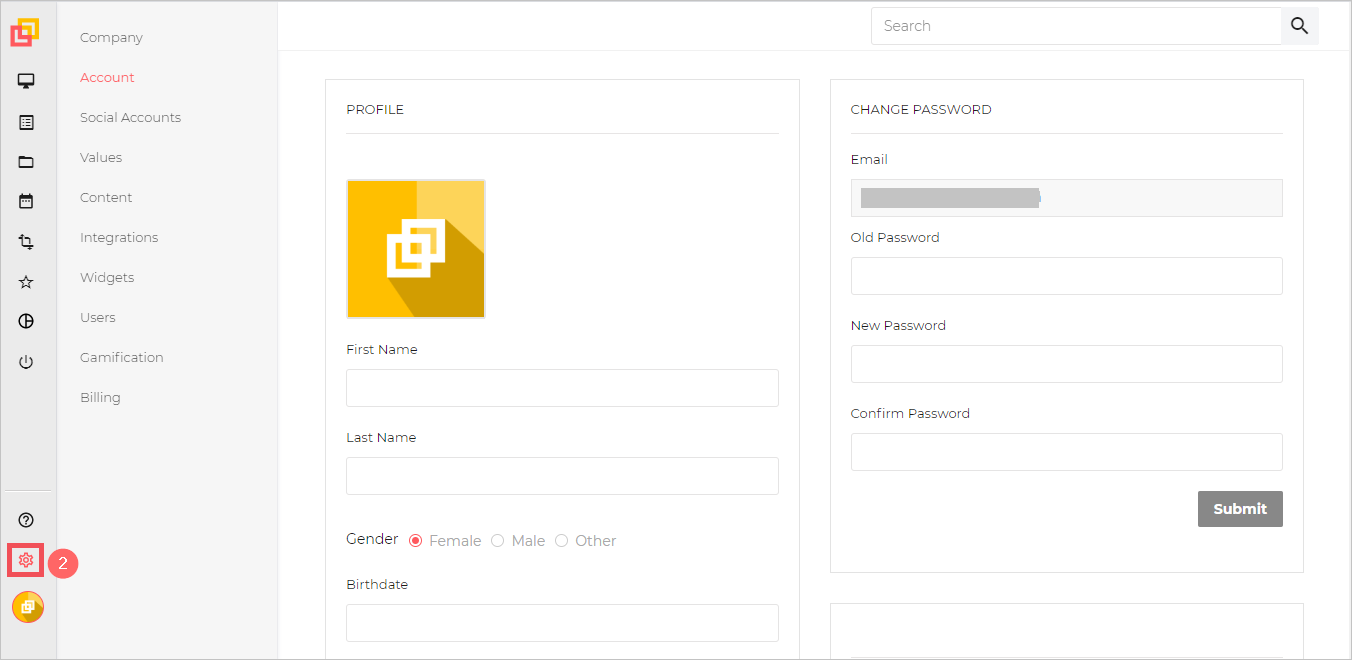 Search
Company
Account
Social Accounts
Values
Content
Integrations
Widgets
Users
Gamification
Billing
2
PROFILE
First Name
Last Name
Gender Female Male Other
Birthdate
CHANGE PASSWORD
Email
Old Password
New Password
Confirm Password
Submit